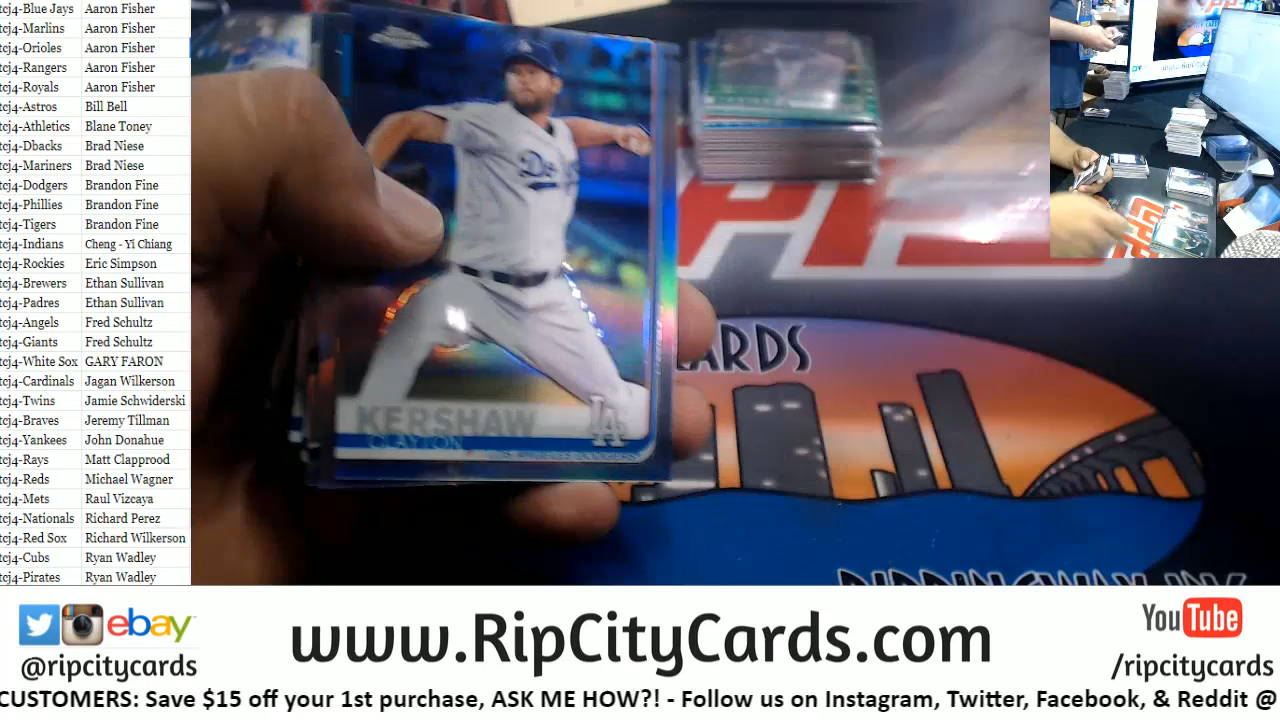 tcj4-Blue Jays Aaron Fisher
tcj4-Marlins Aaron Fisher
tcj4-Orioles Aaron Fisher
tcj4-Rangers Aaron Fisher
tcj4-Royals Aaron Fisher
tcj4-Astros Bill Bell
tcj4-Athletics Blane Toney
tcj4-Dbacks Brad Niese
tcj4-Mariners Brad Niese
tcj4-Dodgers Brandon Fine
tcj4-Phillies Brandon Fine
tcj4-Tigers Brandon Fine
tcj4-Indians Cheng - Yi Chiang
tcj4-Rockies Eric Simpson
tcj4-Brewers Ethan Sullivan
tcj4-Padres Ethan Sullivan
tcj4-Angels Fred Schultz
tcj4-Giants Fred Schultz
tcj4-White Sox GARY FARON
tcj4-Cardinals Jagan Wilkerson
tcj4-Twins Jamie Schwiderski
tcj4-Braves Jeremy Tillman
tcj4-Yankees John Donahue
tcj4-Rays Matt Clapprood
tcj4-Reds Michael Wagner
tcj4-Mets Raul Vizcaya
tcj4-Nationals Richard Perez
tcj4-Red Sox Richard Wilkerson
tcj4-Cubs Ryan Wadley
tcj4-Pirates Ryan Wadley
KERSHAW
CLAYTON
LOS ANGELES DODGERS
LA
ARDS
ebay
@ripcitycards
www.RipCityCards.com
YouTube
/ripcitycards
CUSTOMERS: Save $15 off your 1st purchase, ASK ME HOW?! - Follow us on Instagram, Twitter, Facebook, & Reddit @